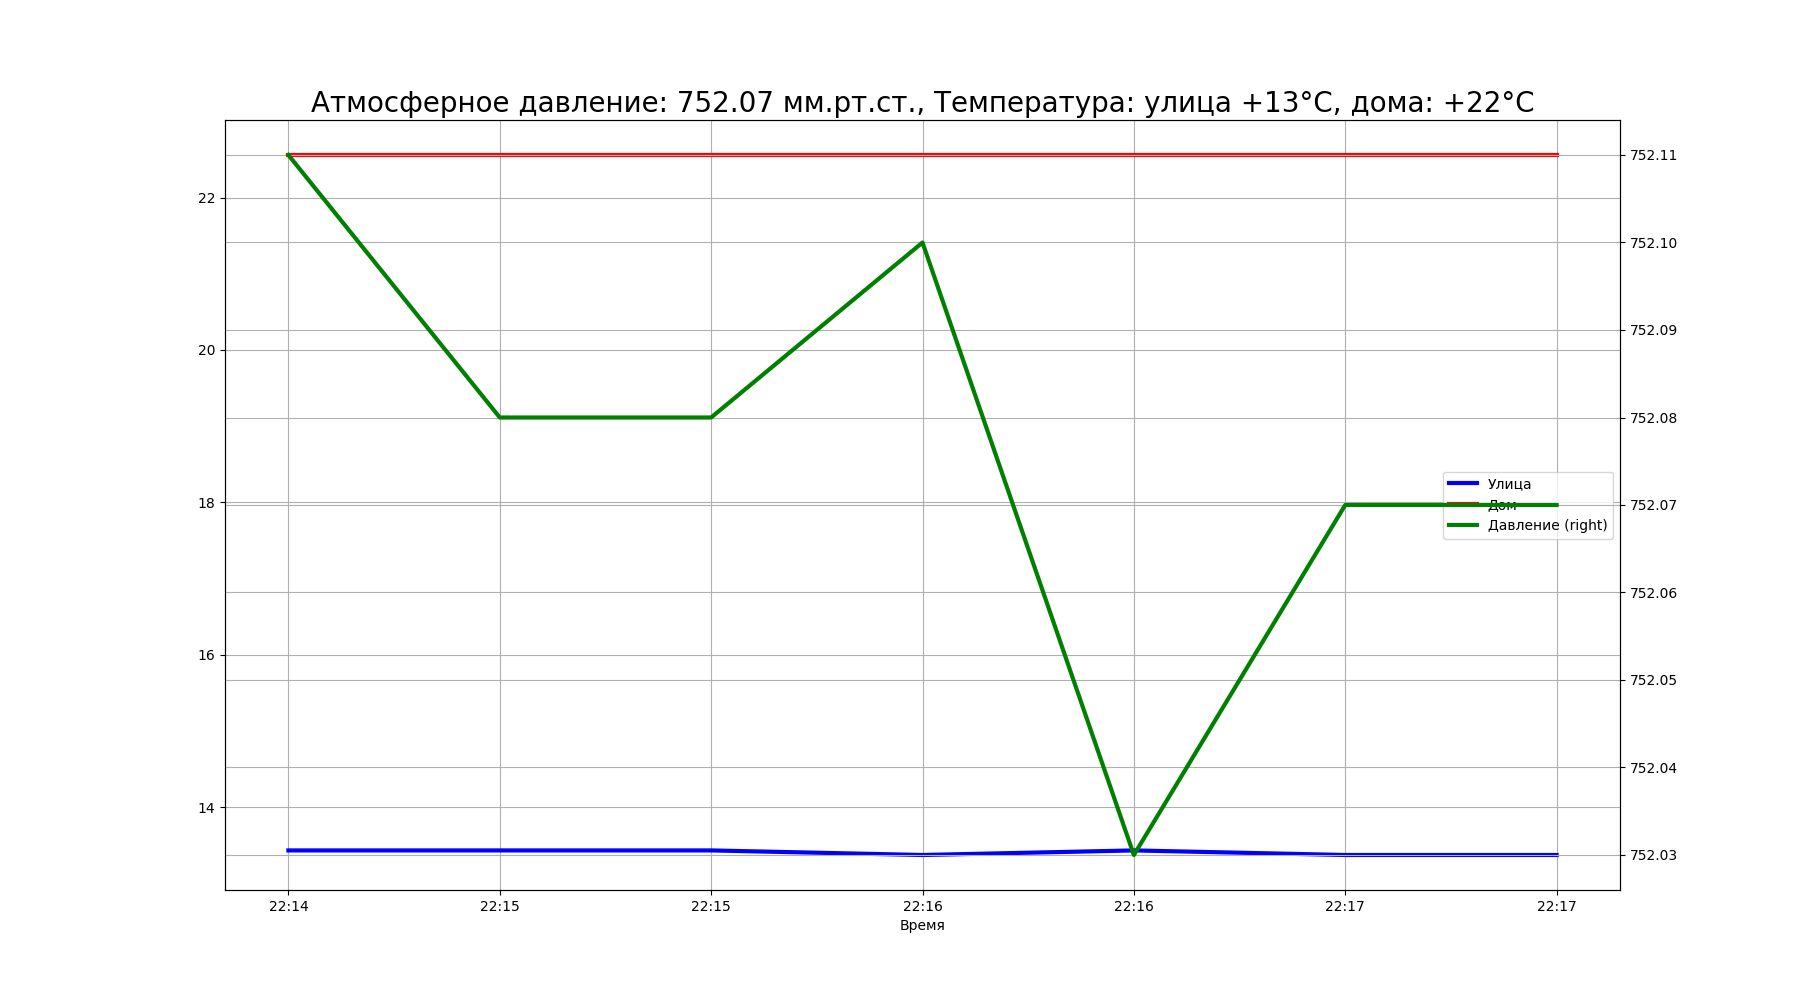 Атмосферное давление: 752.07 мм.рт.ст., Температура: улица +13°C, дома: +22°C
22
20
18
16
14
752.11
752.10
752.09
752.08
752.07
752.06
752.05
752.04
752.03
Улица
Дом
Давление (right)
22:14 22:15 22:15 22:16 22:16 22:17 22:17
Время